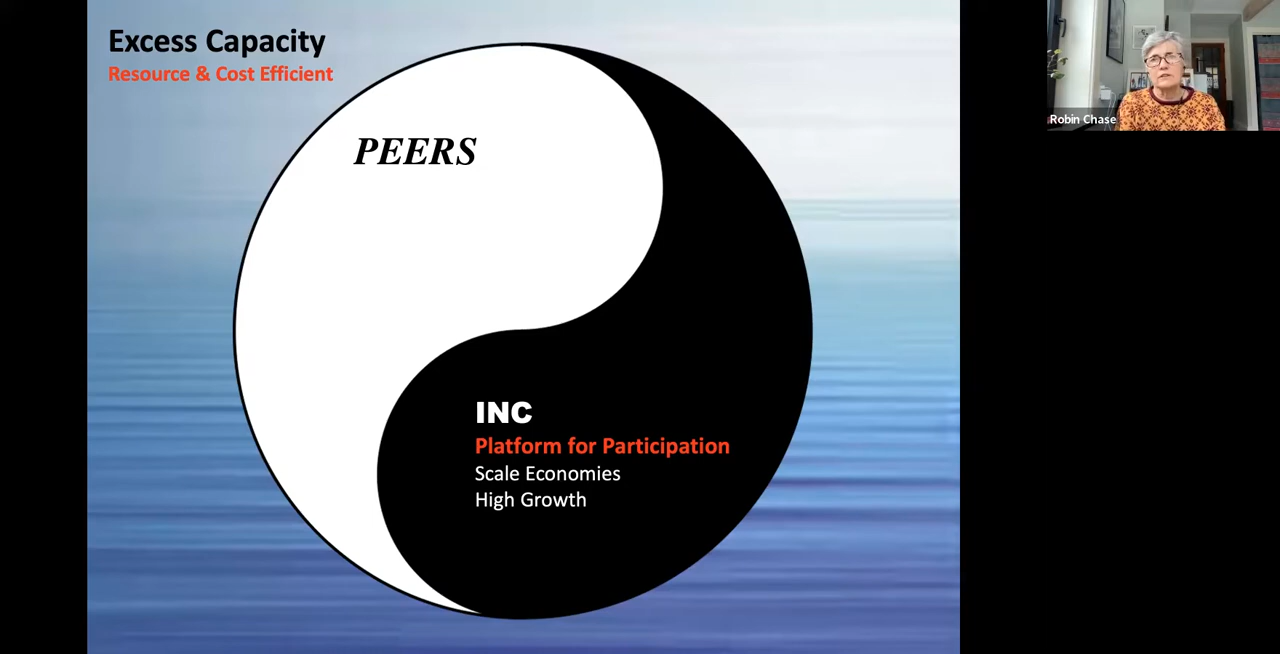 Excess Capacity
Resource & Cost Efficient
PEERS
INC
Platform for Participation
Scale Economies
High Growth
Robin Chase